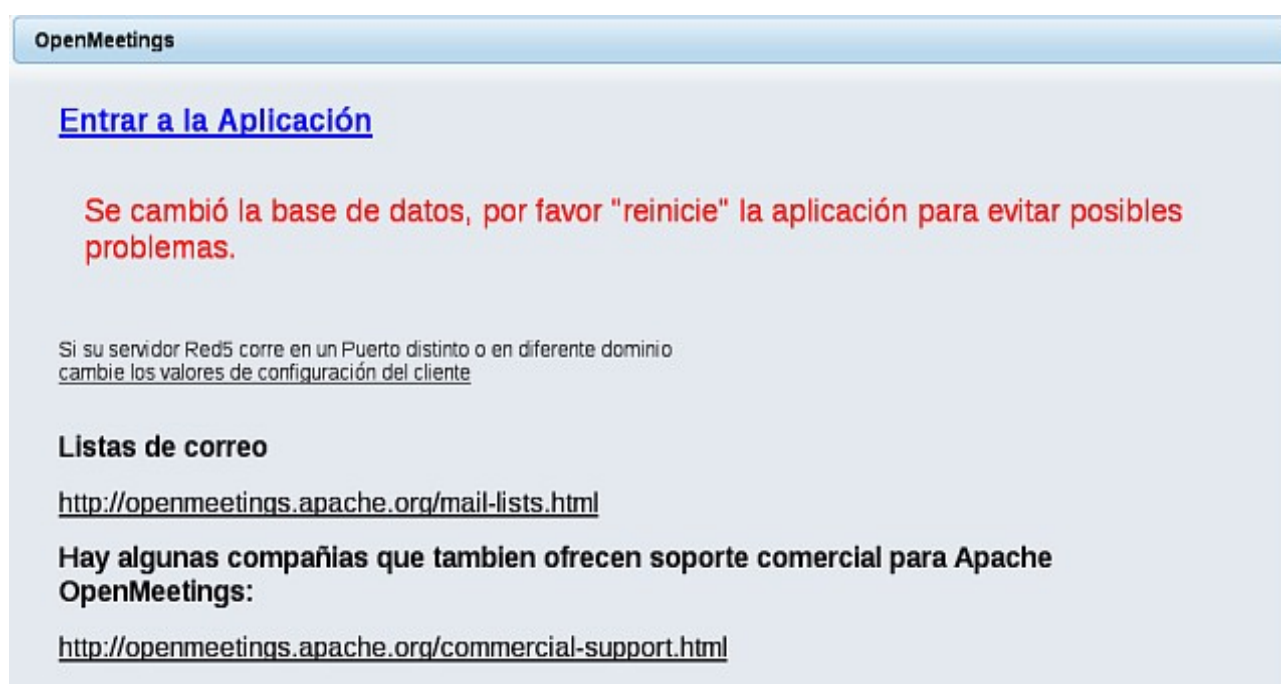 OpenMeetings
Entrar a la Aplicación
Se cambió la base de datos, por favor "reinicie" la aplicación para evitar posibles
problemas.
Si su servidor Red5 corre en un Puerto distinto o en diferente dominio
cambie los valores de configuración del cliente
Listas de correo
http://openmeetings.apache.org/mail-lists.html
Hay algunas compañias que tambien ofrecen soporte comercial para Apache
OpenMeetings:
http://openmeetings.apache.org/commercial-support.html